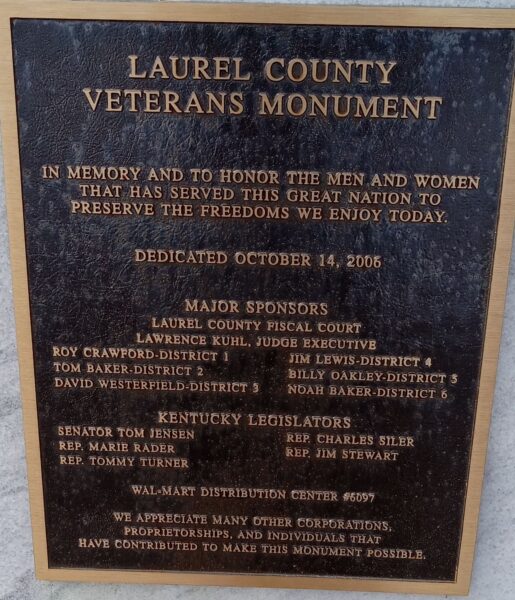 LAUREL COUNTY
VETERANS MONUMENT
IN MEMORY AND TO HONOR THE MEN AND WOMEN
THAT HAS SERVED THIS GREAT NATION TO
PRESERVE THE FREEDOMS WE ENJOY TODAY.
DEDICATED OCTOBER 14, 2006
MAJOR SPONSORS
LAUREL COUNTY FISCAL COURT
LAWRENCE KUHL, JUDGE EXECUTIVE
ROY CRAWFORD-DISTRICT 1 JIM LEWIS-DISTRICT 4
TOM BAKER-DISTRICT 2 BILLY OAKLEY-DISTRICT 5
DAVID WESTERFIELD-DISTRICT 3 NOAH BAKER-DISTRICT 6
KENTUCKY LEGISLATORS
SENATOR TOM JENSEN REP. CHARLES SILER
REP. MARIE RADER REP. JIM STEWART
REP. TOMMY TURNER
WAL-MART DISTRIBUTION CENTER #6097
WE APPRECIATE MANY OTHER CORPORATIONS,
PROPRIETORSHIPS, AND INDIVIDUALS THAT
HAVE CONTRIBUTED TO MAKE THIS MONUMENT POSSIBLE.